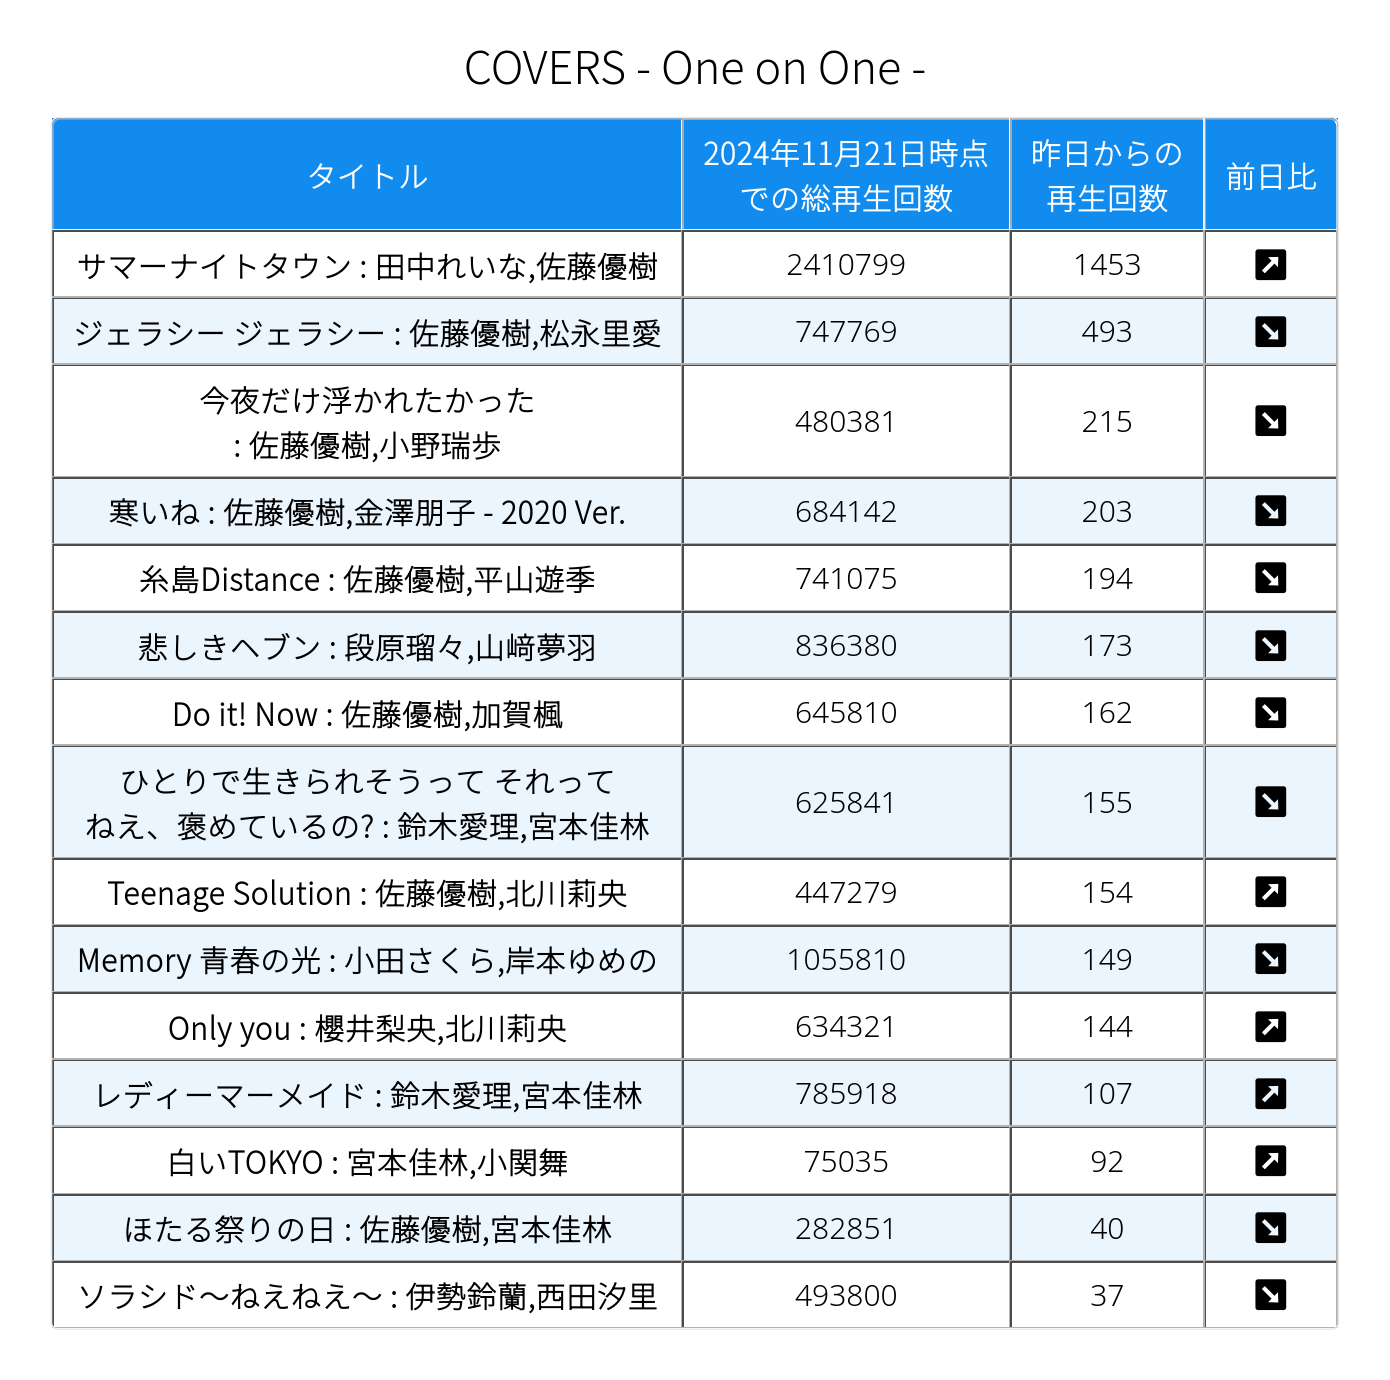 COVERS - One on One -
タイトル
2024年11月21日時点
での総再生回数
昨日からの
再生回数
前日比
サマーナイトタウン : 田中れいな,佐藤優樹
2410799
1453
ジェラシー ジェラシー : 佐藤優樹,松永里愛
747769
493
今夜だけ浮かれたかった
: 佐藤優樹,小野瑞歩
480381
215
寒いね : 佐藤優樹,金澤朋子 - 2020 Ver.
684142
203
糸島Distance : 佐藤優樹,平山遊季
741075
194
悲しきヘブン : 段原瑠々,山﨑夢羽
836380
173
Do it! Now : 佐藤優樹,加賀楓
645810
162
ひとりで生きられそうって それって
ねえ、褒めているの? : 鈴木愛理,宮本佳林
625841
155
Teenage Solution : 佐藤優樹,北川莉央
447279
154
Memory 青春の光 : 小田さくら,岸本ゆめの
1055810
149
Only you : 櫻井梨央,北川莉央
634321
144
レディーマーメイド : 鈴木愛理,宮本佳林
785918
107
白いTOKYO : 宮本佳林,小関舞
75035
92
ほたる祭りの日 : 佐藤優樹,宮本佳林
282851
40
ソラシド〜ねえねえ〜 : 伊勢鈴蘭,西田汐里
493800
37